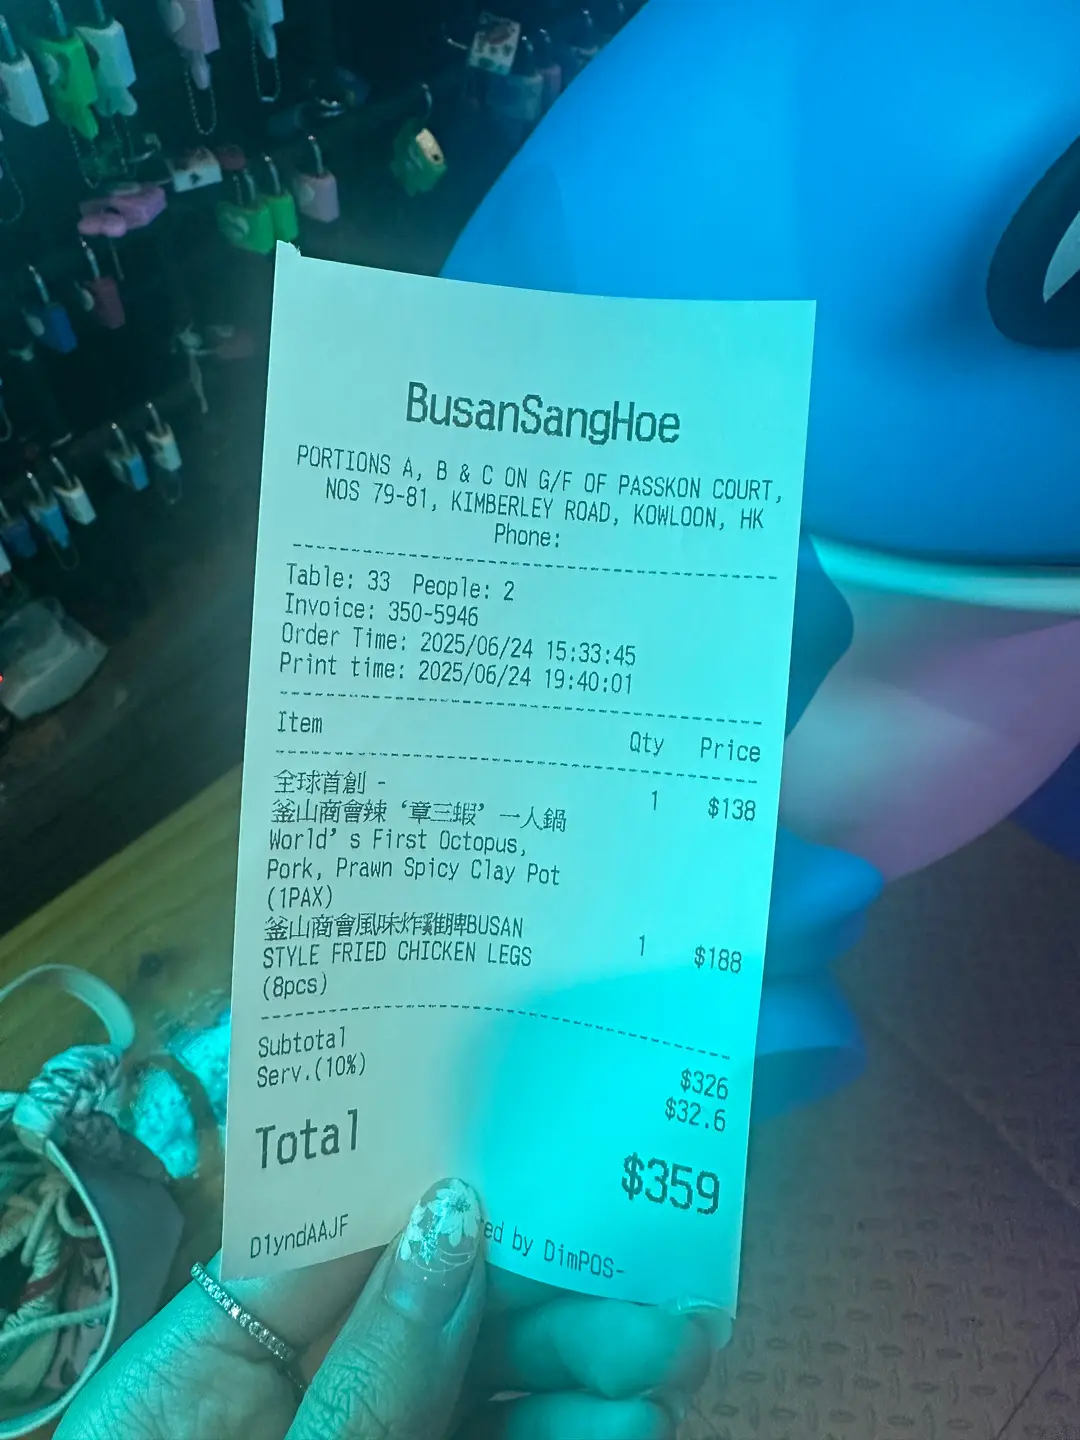 BusanSangHoe
PORTIONS A, B & C ON G/F OF PASSKON COURT,
NOS 79-81, KIMBERLEY ROAD, KOWLOON, HK
Phone:
Table: 33 People: 2
Invoice: 350-5946
Order Time: 2025/06/24 15:33:45
Print time: 2025/06/24 19:40:01
Item Qty Price
全球首創 - 1 $138
釜山商會辣‘章三蝦’一人鍋
World’s First Octopus,
Pork, Prawn Spicy Clay Pot
(1PAX)
釜山商會風味炸雞脾BUSAN 1 $188
STYLE FRIED CHICKEN LEGS
(8pcs)
Subtotal $326
Serv.(10%) $32.6
Total $359
D1yndAAJF ed by DimPOS-